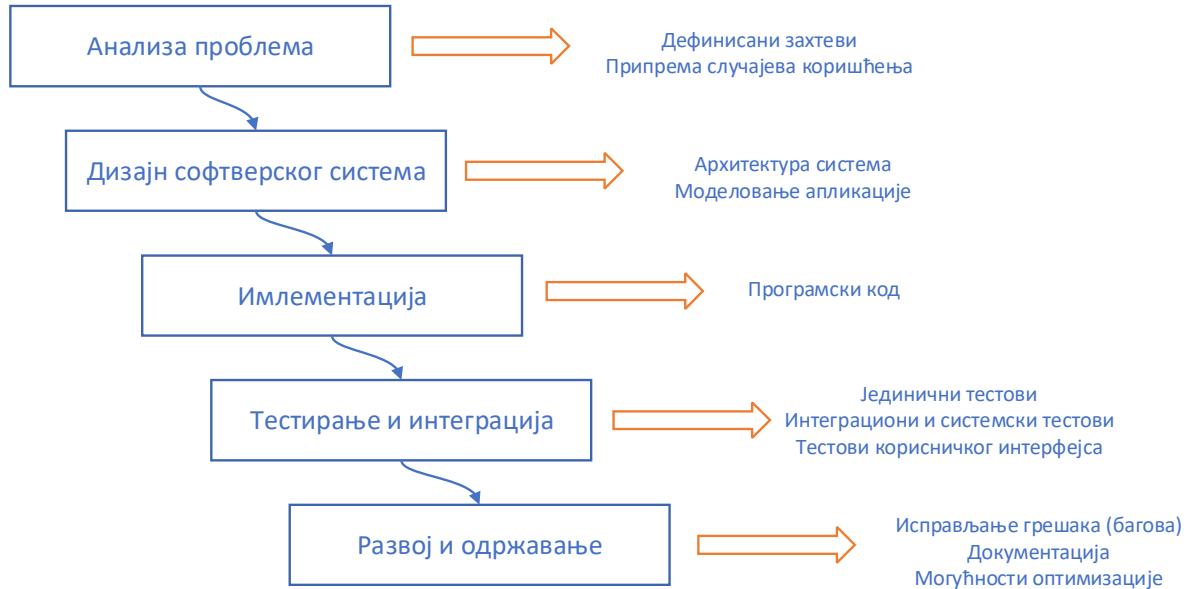 Анализа проблема
Дефинисани захтеви
Припрема случајева коришћења
Дизајн софтверског система
Архитектура система
Моделовање апликације
Имлементација
Програмски код
Тестирање и интеграција
Јединични тестови
Интеграциони и системски тестови
Тестови корисничког интерфејса
Развој и одржавање
Исправљање грешака (багова)
Документација
Могућности оптимизације